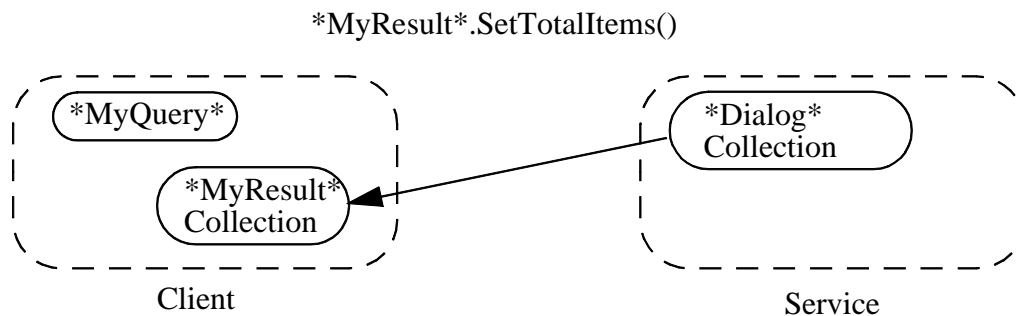 *MyResult*.SetTotalItems()
*MyQuery*
*Dialog*
Collection
*MyResult*
Collection
Client
Service